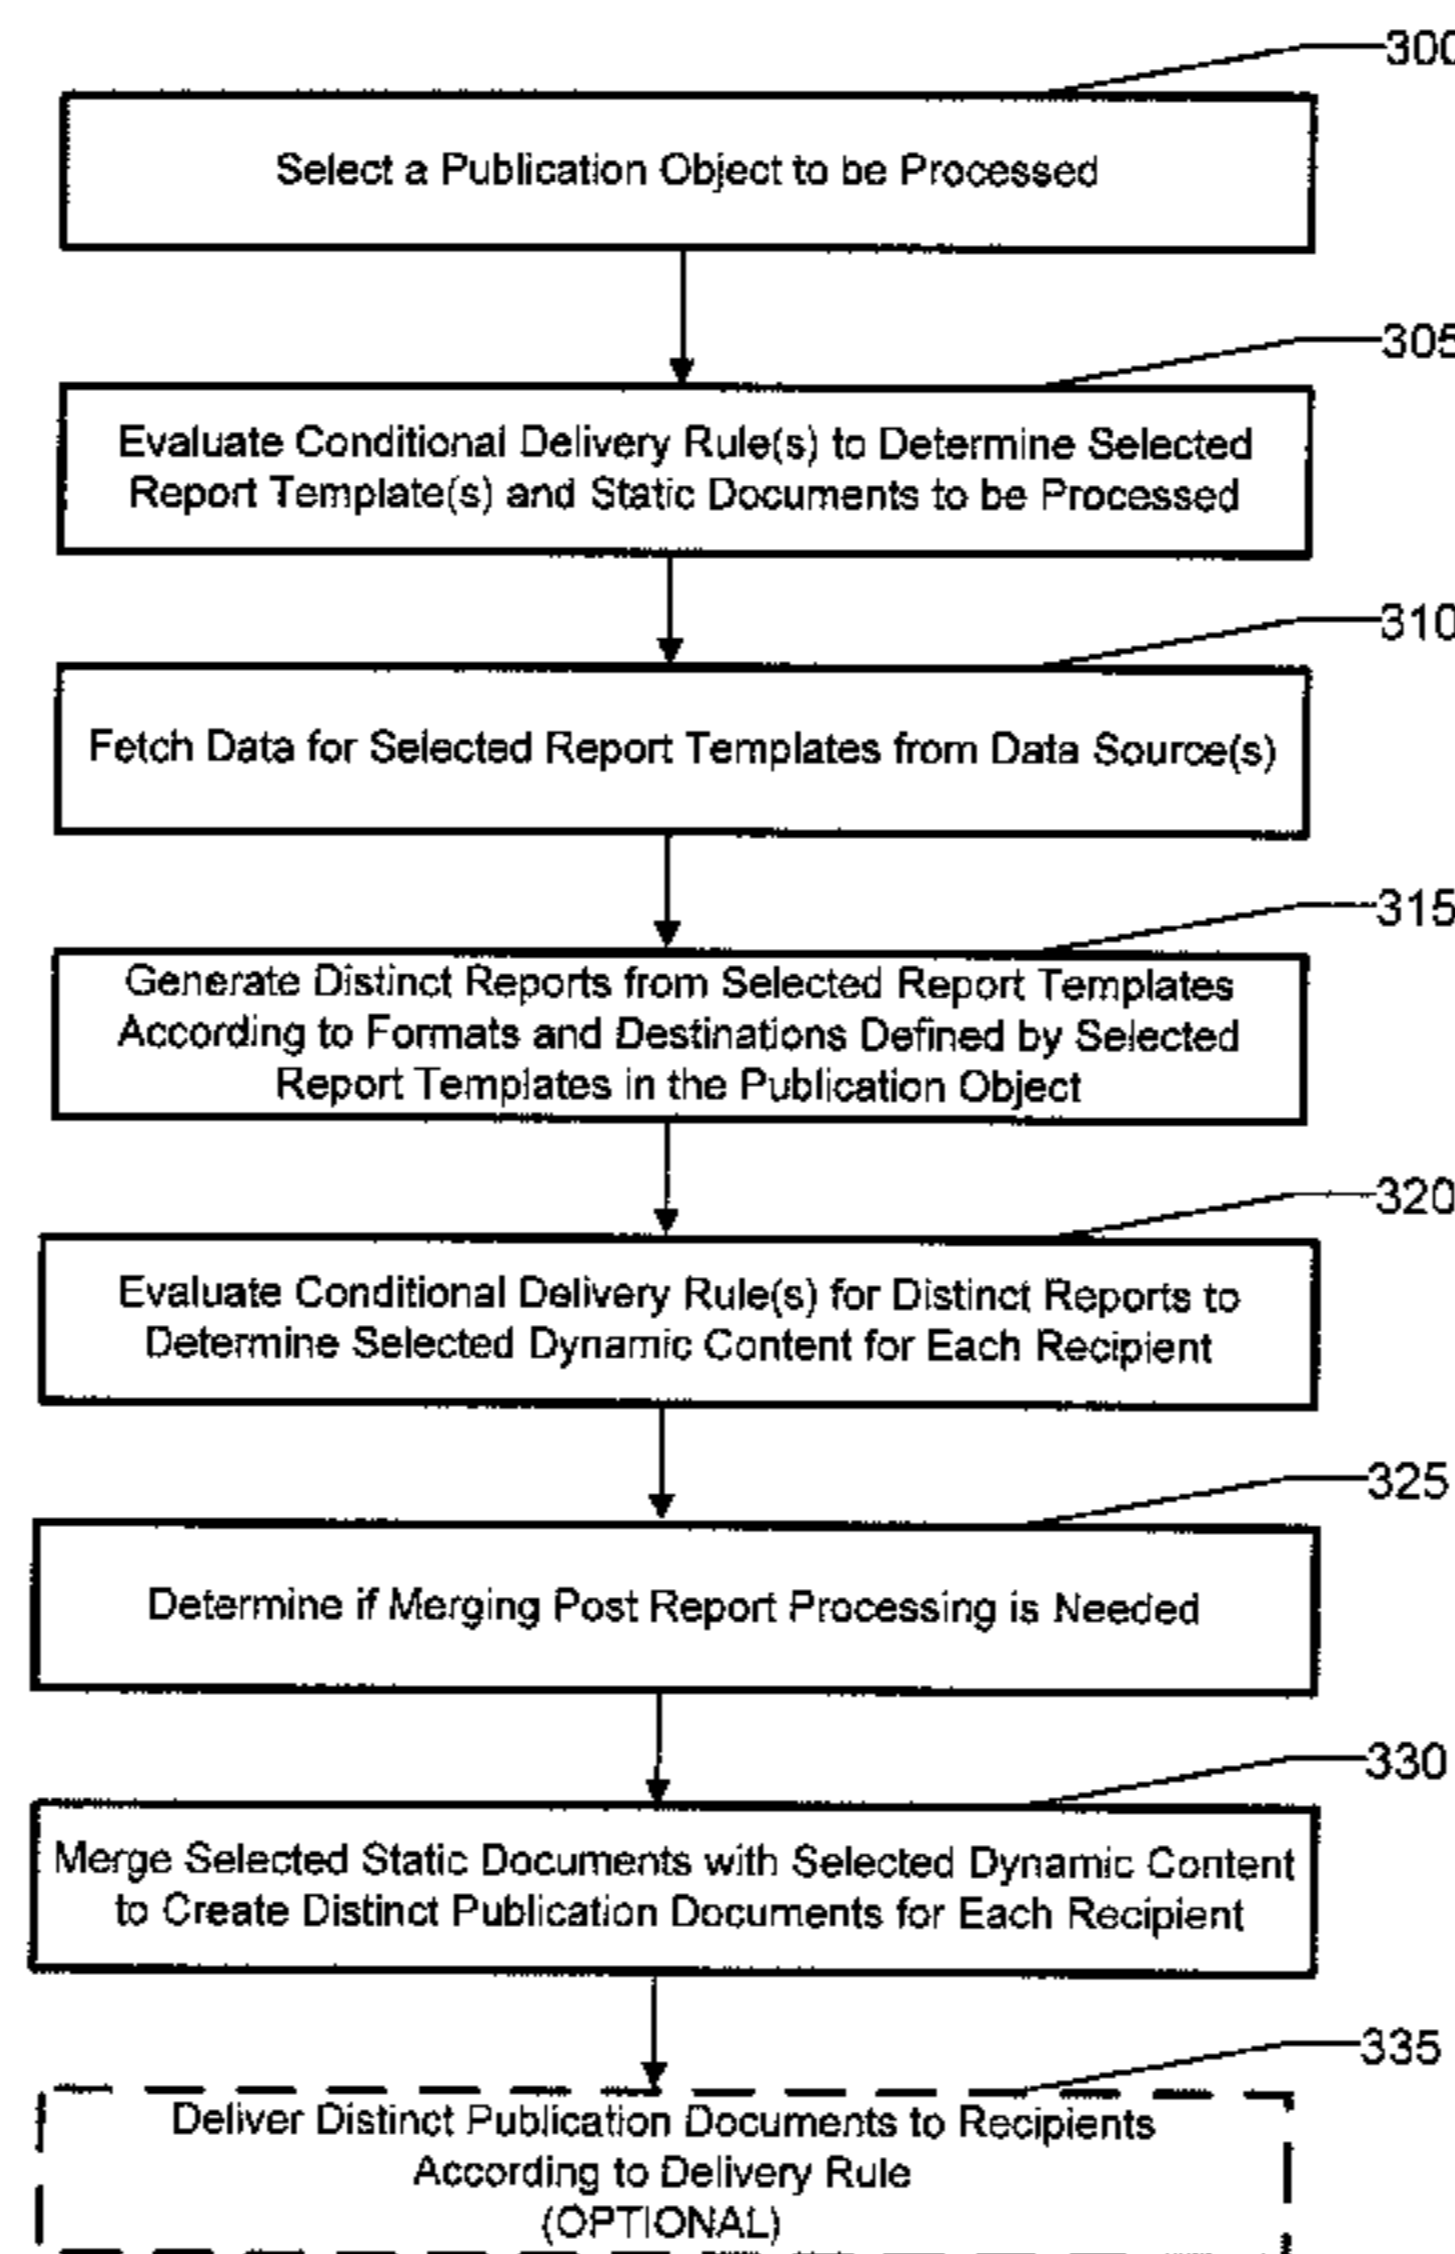 300
Select a Publication Object to be Processed
305
Evaluate Conditional Delivery Rule(s) to Determine Selected
Report Template(s) and Static Documents to be Processed
310
Fetch Data for Selected Report Templates from Data Source(s)
315
Generate Distinct Reports from Selected Report Templates
According to Formats and Destinations Defined by Selected
Report Templates in the Publication Object
320
Evaluate Conditional Delivery Rule(s) for Distinct Reports to
Determine Selected Dynamic Content for Each Recipient
325
Determine if Merging Post Report Processing is Needed
330
Merge Selected Static Documents with Selected Dynamic Content
to Create Distinct Publication Documents for Each Recipient
335
Deliver Distinct Publication Documents to Recipients
According to Delivery Rule
(OPTIONAL)